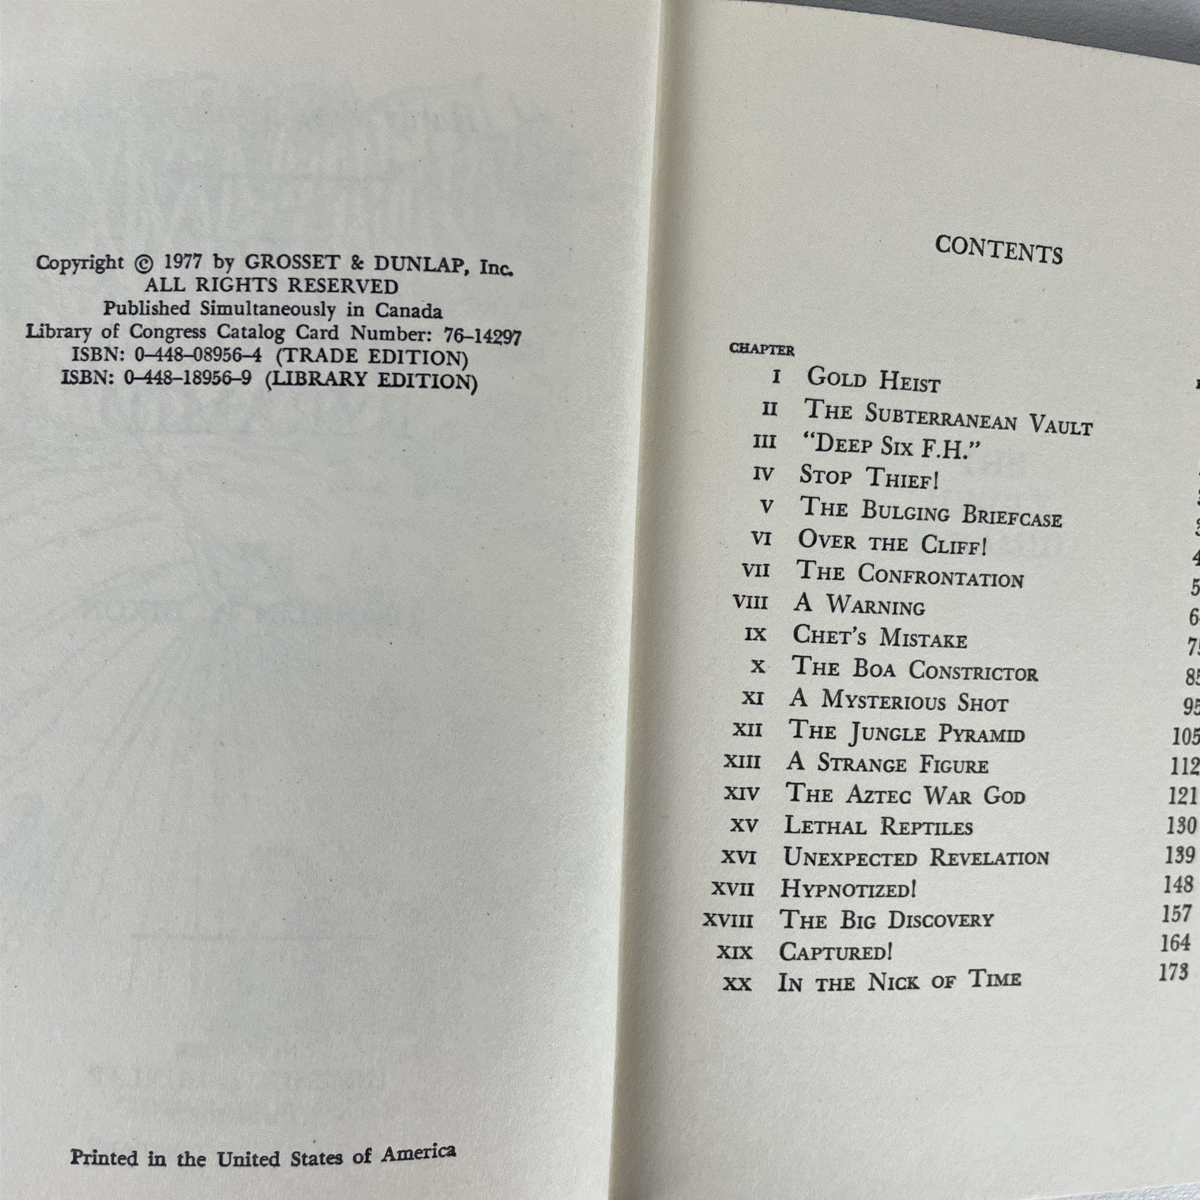 Copyright © 1977 by GROSSET & DUNLAP, Inc.
ALL RIGHTS RESERVED
Published Simultaneously in Canada
Library of Congress Catalog Card Number: 76–14297
ISBN: 0–448–08956–4 (TRADE EDITION)
ISBN: 0–448–18956–9 (LIBRARY EDITION)
Printed in the United States of America
CONTENTS
CHAPTER
I GOLD HEIST
II THE SUBTERRANEAN VAULT
III “DEEP SIX F.H.”
IV STOP THIEF!
V THE BULGING BRIEFCASE
VI OVER THE CLIFF!
VII THE CONFRONTATION
VIII A WARNING
IX CHET’S MISTAKE
X THE BOA CONSTRICTOR
XI A MYSTERIOUS SHOT
XII THE JUNGLE PYRAMID 105
XIII A STRANGE FIGURE 112
XIV THE AZTEC WAR GOD 121
XV LETHAL REPTILES 130
XVI UNEXPECTED REVELATION 139
XVII HYPNOTIZED! 148
XVIII THE BIG DISCOVERY 157
XIX CAPTURED! 164
XX IN THE NICK OF TIME 173